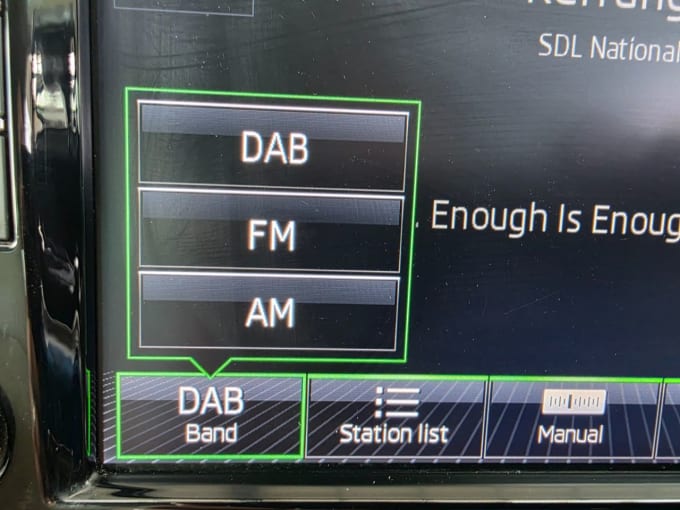 SDL National
DAB
FM
AM
Enough Is Enoug
DAB
Band
Station list
Manual